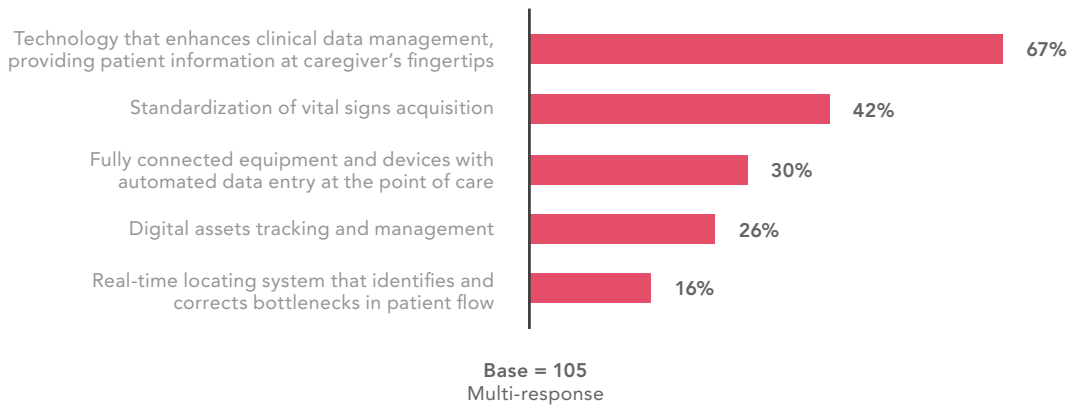 Technology that enhances clinical data management,
providing patient information at caregiver’s fingertips
67%
Standardization of vital signs acquisition
42%
Fully connected equipment and devices with
automated data entry at the point of care
30%
Digital assets tracking and management
26%
Real-time locating system that identifies and
corrects bottlenecks in patient flow
16%
Base = 105
Multi-response